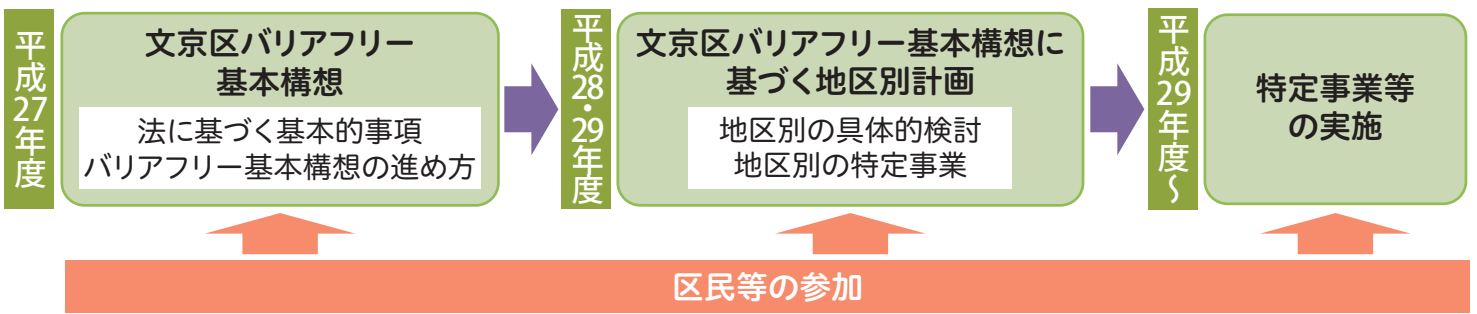 平成27年度
文京区バリアフリー
基本構想
法に基づく基本的事項
バリアフリー基本構想の進め方
平成28・29年度
文京区バリアフリー基本構想に
基づく地区別計画
地区別の具体的検討
地区別の特定事業
平成29年度～
特定事業等
の実施
区民等の参加